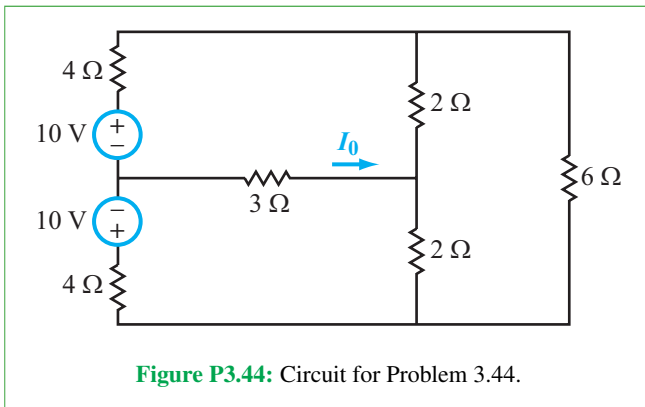 4 Ω
2 Ω
10 V
+
−
I₀
6 Ω
3 Ω
10 V
−
+
2 Ω
4 Ω
Figure P3.44: Circuit for Problem 3.44.